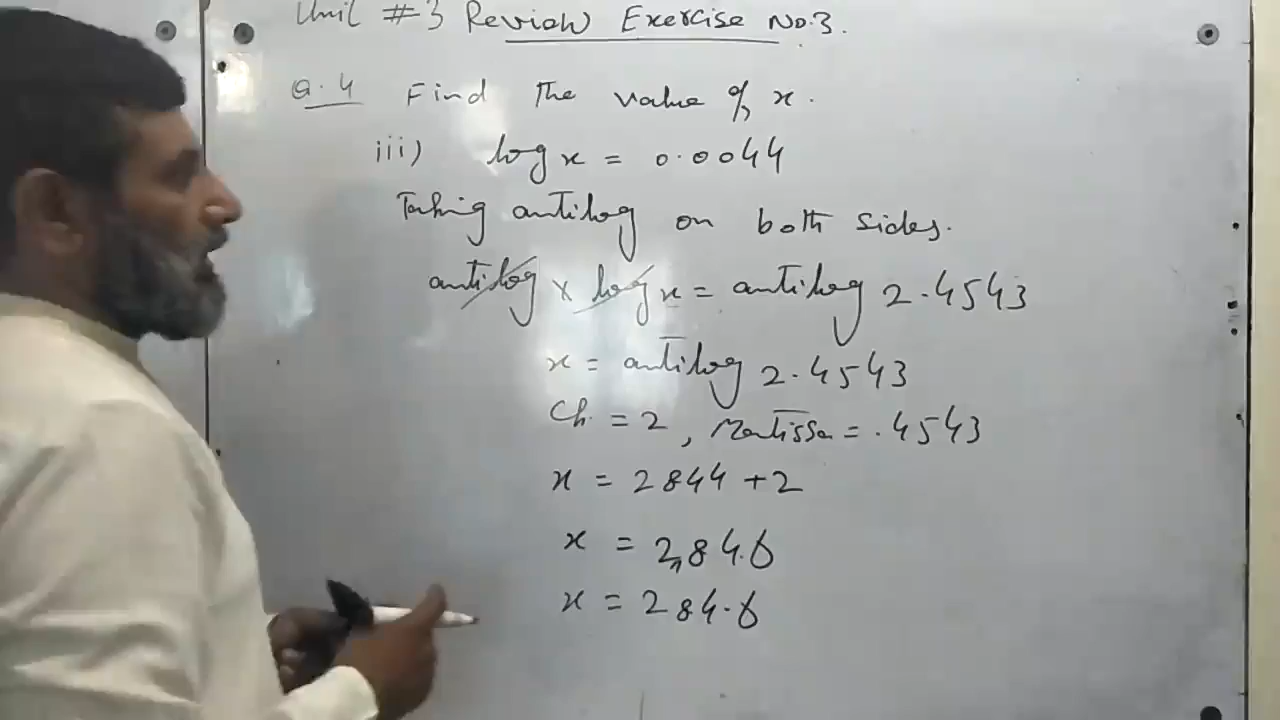 Unit # 3 Review Exercise No.3.
Q.4 Find the value of x.
iii) log x = 0.0044
Taking antilog on both sides.
antilog x log x = antilog 2.4543
x = antilog 2.4543
Ch. = 2, Mantissa = .4543
x = 2844 + 2
x = 2,84.6
x = 284.6